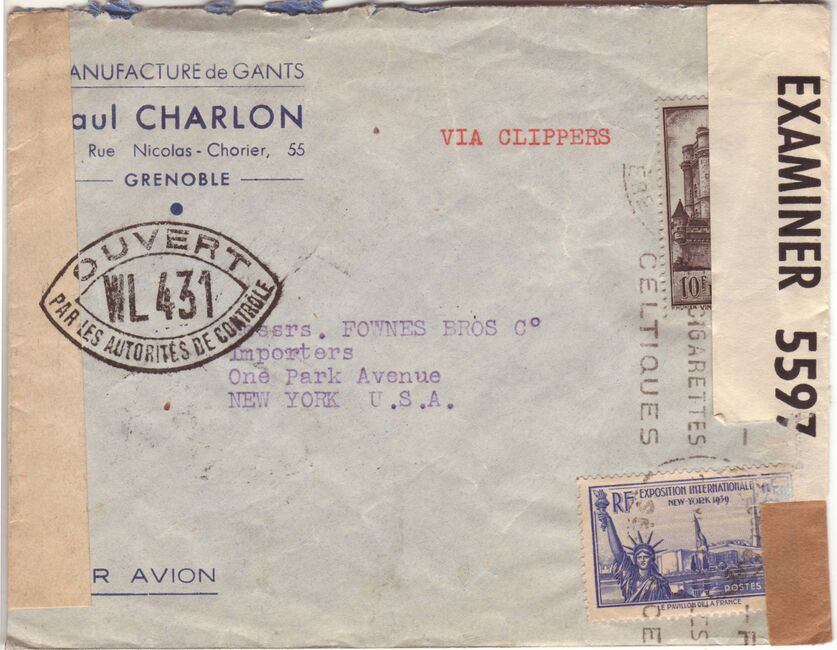 ANUFACTURE de GANTS
aul CHARLON
Rue Nicolas - Chorier, 55
GRENOBLE
VIA CLIPPERS
OUVERT
WL 431
PAR LES AUTORITÉS DE CONTRÔLE
ssrs. FOWNES BROS C°
Importers
One Park Avenue
NEW YORK U.S.A.
R AVION
EXAMINER 5597
10F
CIGARETTES
CELTIQUES
RF EXPOSITION INTERNATIONALE
NEW-YORK 1939
POSTES
LE PAVILLON DE LA FRANCE